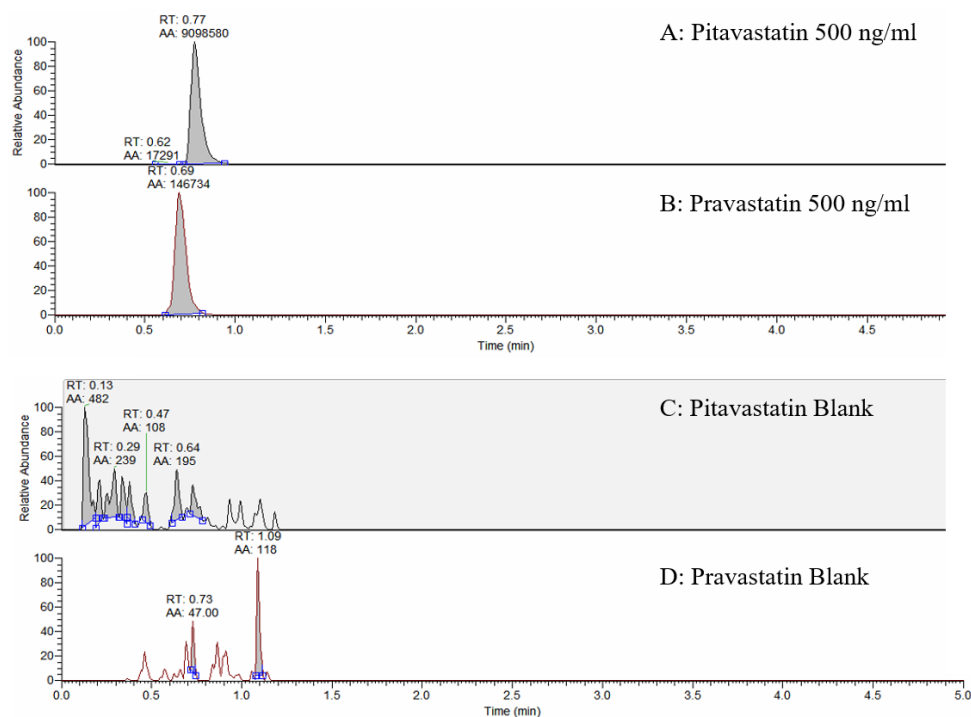 RT: 0.77
AA: 9098580
A: Pitavastatin 500 ng/ml
100
80
60
40
20
0
Relative Abundance
RT: 0.62
AA: 17291
RT: 0.69
AA: 146734
B: Pravastatin 500 ng/ml
100
80
60
40
20
0
0.0 0.5 1.0 1.5 2.0 2.5 3.0 3.5 4.0 4.5
Time (min)
RT: 0.13
AA: 482
C: Pitavastatin Blank
100
80
60
40
20
0
Relative Abundance
RT: 0.47
AA: 108
RT: 0.29
AA: 239
RT: 0.64
AA: 195
RT: 1.09
AA: 118
D: Pravastatin Blank
100
80
60
40
20
0
RT: 0.73
AA: 47.00
0.0 0.5 1.0 1.5 2.0 2.5 3.0 3.5 4.0 4.5 5.0
Time (min)